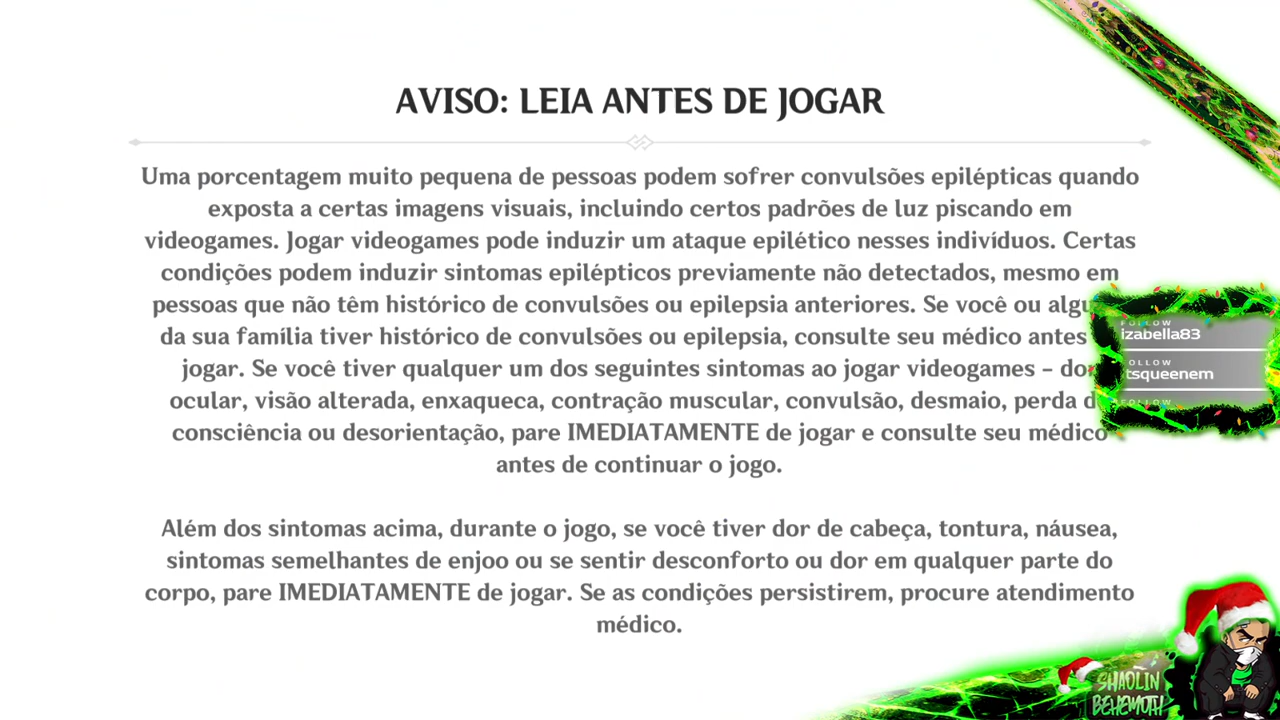 AVISO: LEIA ANTES DE JOGAR
Uma porcentagem muito pequena de pessoas podem sofrer convulsões epilépticas quando
exposta a certas imagens visuais, incluindo certos padrões de luz piscando em
videogames. Jogar videogames pode induzir um ataque epilético nesses indivíduos. Certas
condições podem induzir sintomas epilépticos previamente não detectados, mesmo em
pessoas que não têm histórico de convulsões ou epilepsia anteriores. Se você ou algu
da sua família tiver histórico de convulsões ou epilepsia, consulte seu médico antes
jogar. Se você tiver qualquer um dos seguintes sintomas ao jogar videogames – do
ocular, visão alterada, enxaqueca, contração muscular, convulsão, desmaio, perda d
consciência ou desorientação, pare IMEDIATAMENTE de jogar e consulte seu médico
antes de continuar o jogo.
Além dos sintomas acima, durante o jogo, se você tiver dor de cabeça, tontura, náusea,
sintomas semelhantes de enjoo ou se sentir desconforto ou dor em qualquer parte do
corpo, pare IMEDIATAMENTE de jogar. Se as condições persistirem, procure atendimento
médico.
FOLLOW
izabella83
OLLOW
tsqueenem
FOLLOW
SHAOLIN
BEHEMOTH